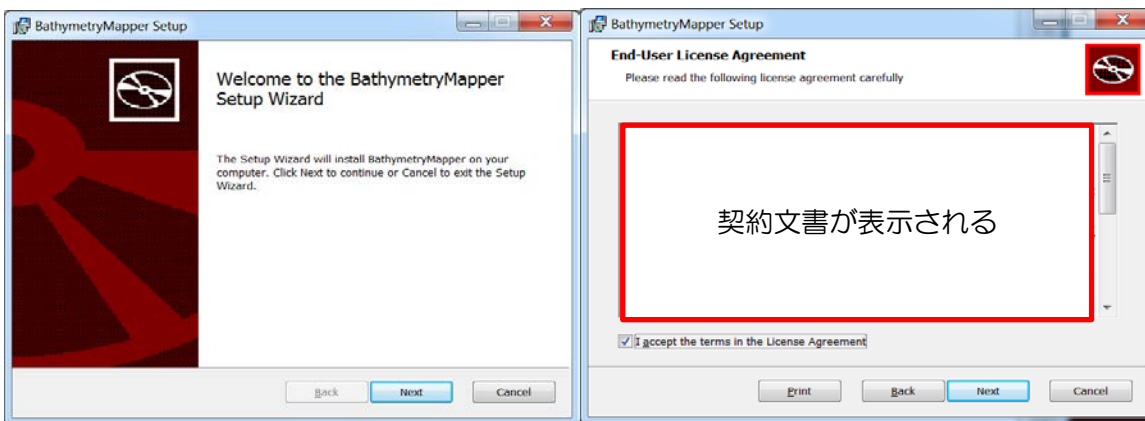 BathymetryMapper Setup
Welcome to the BathymetryMapper
Setup Wizard
The Setup Wizard will install BathymetryMapper on your
computer. Click Next to continue or Cancel to exit the Setup
Wizard.
Back Next Cancel
BathymetryMapper Setup
End-User License Agreement
Please read the following license agreement carefully
契約文書が表示される
I accept the terms in the License Agreement
Print Back Next Cancel